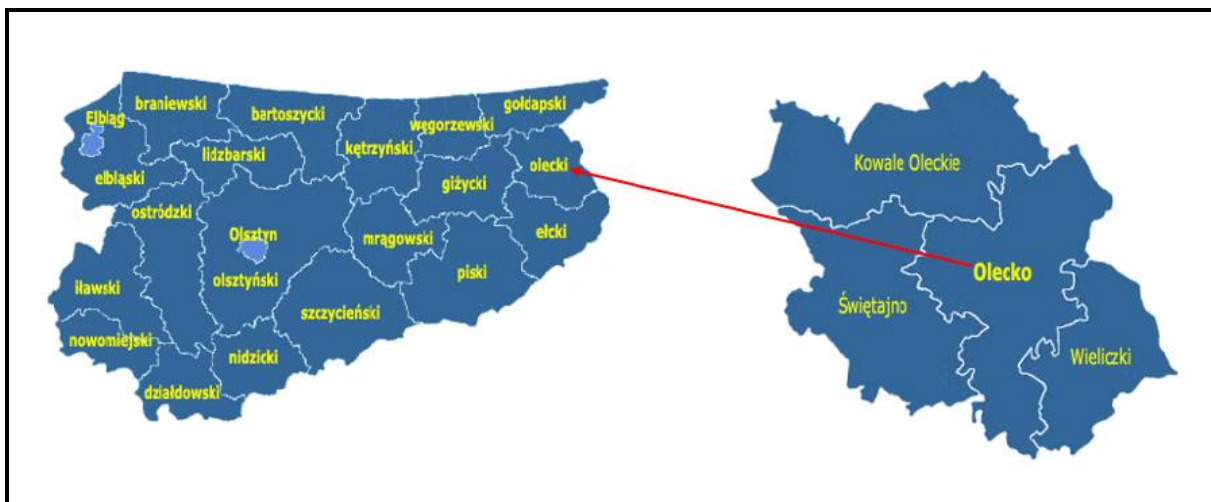 Elbląg
braniewski
bartoszycki
gołdapski
węgorzewski
kętrzyński
lidzbarski
olecki
elbląski
giżycki
ostródzki
Olsztyn
mrągowski
ełcki
olsztyński
piski
iławski
szczycieński
nowomiejski
nidzicki
działdowski
Kowale Oleckie
Olecko
Świętajno
Wieliczki